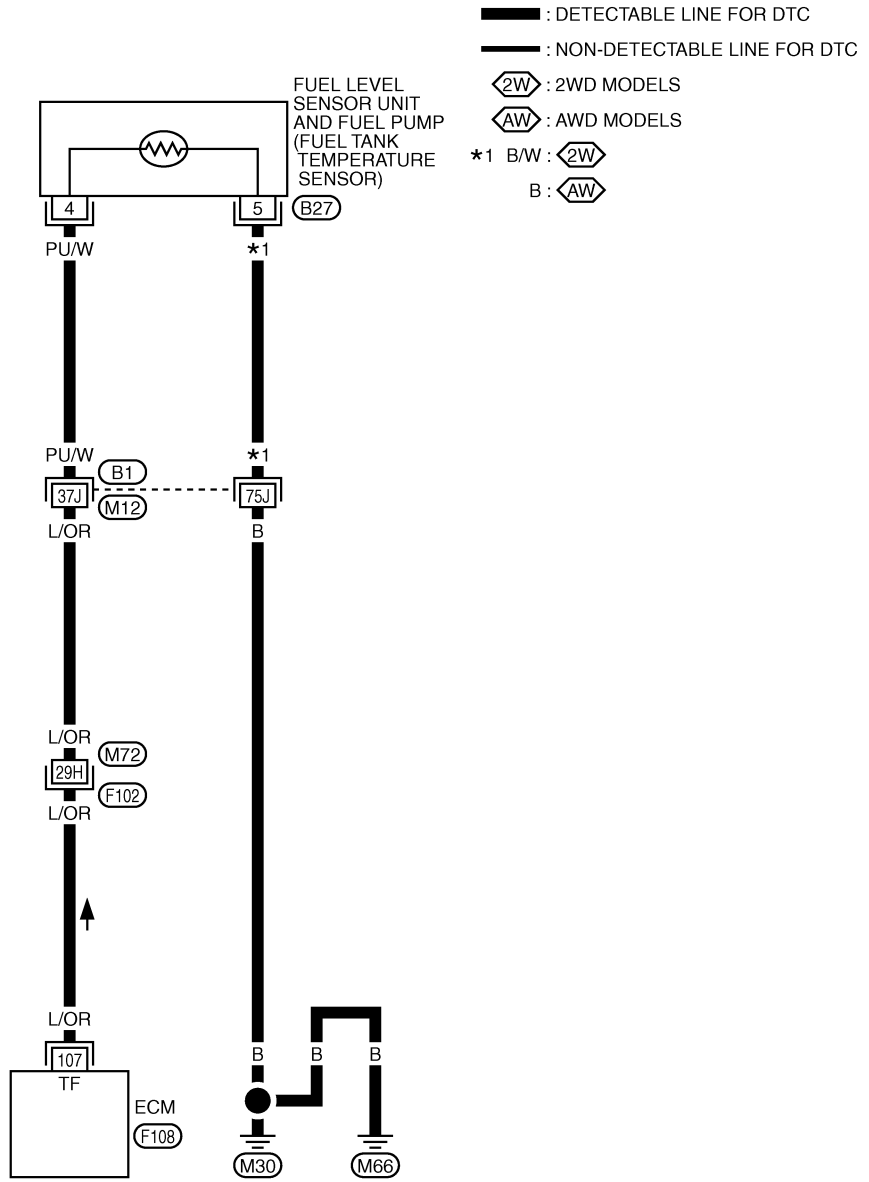 : DETECTABLE LINE FOR DTC
: NON-DETECTABLE LINE FOR DTC
2W : 2WD MODELS
AW : AWD MODELS
*1 B/W : 2W
B : AW
FUEL LEVEL
SENSOR UNIT
AND FUEL PUMP
(FUEL TANK
TEMPERATURE
SENSOR)
4 5 B27
PU/W *1
PU/W *1
B1
37J 75J
M12
L/OR B
L/OR
M72
29H
F102
L/OR
L/OR
B B B
107
TF
ECM
F108
M30 M66